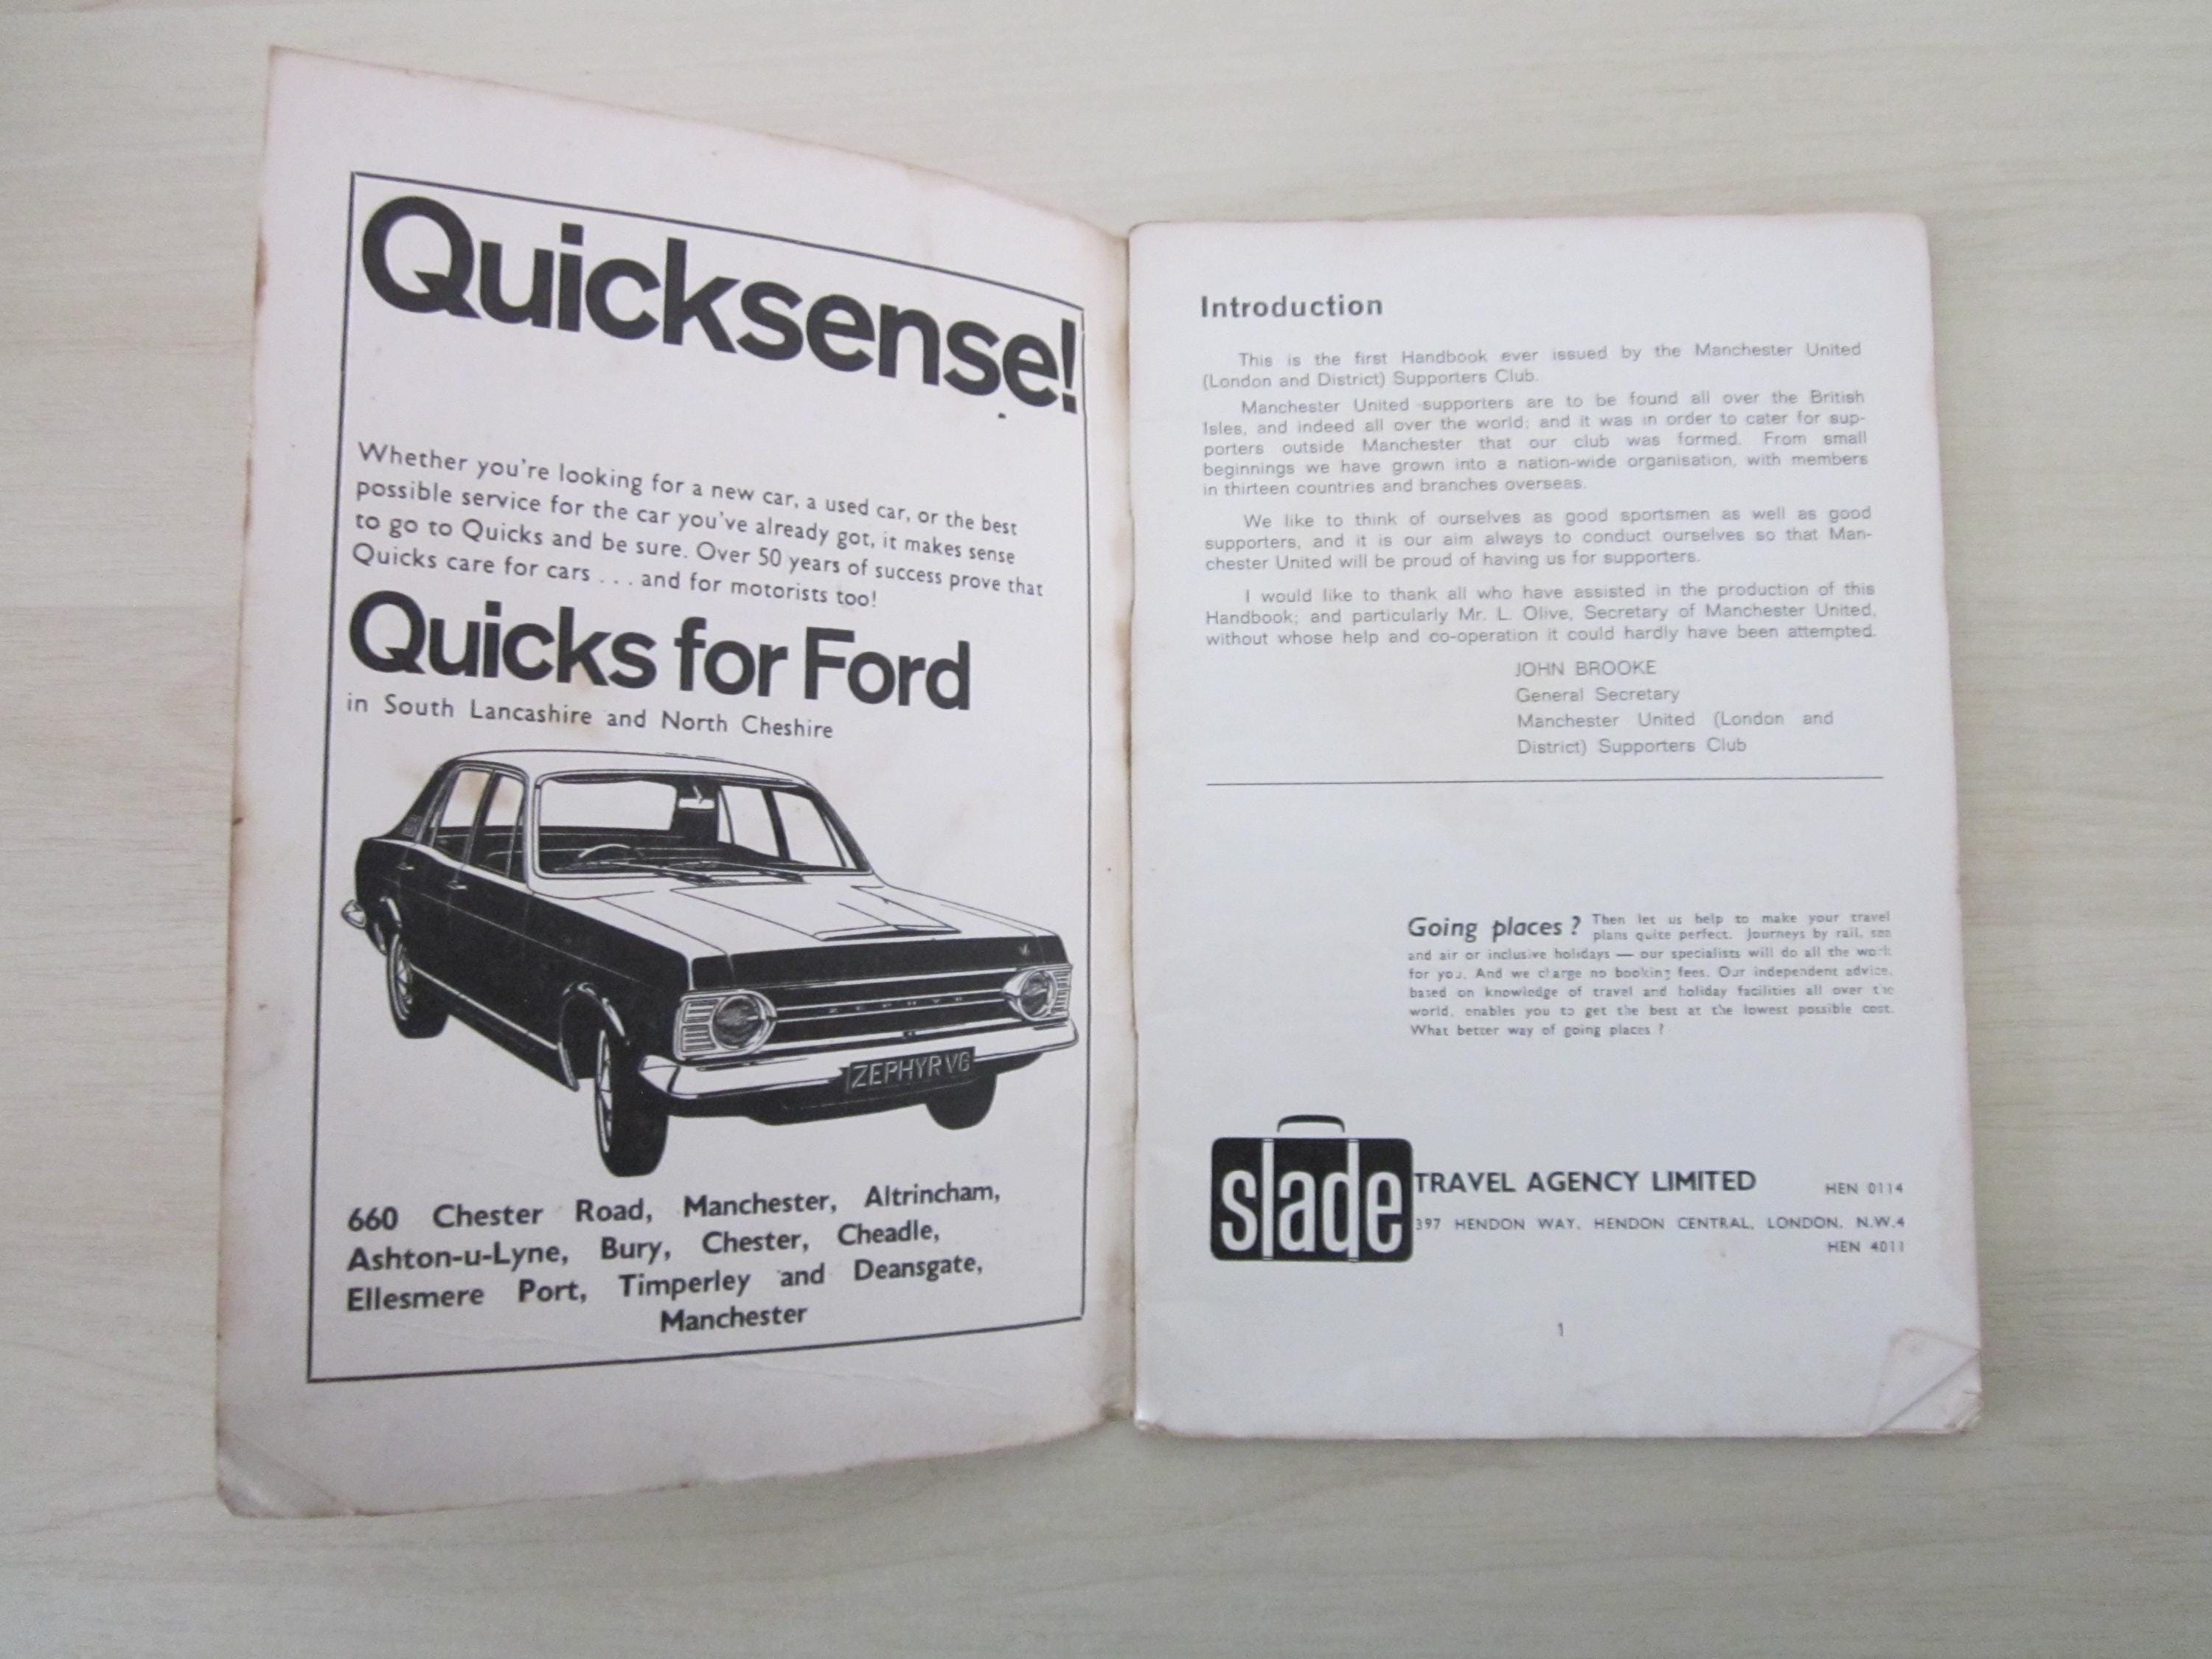 Quicksense!
Whether you're looking for a new car, a used car, or the best
possible service for the car you've already got, it makes sense
to go to Quicks and be sure. Over 50 years of success prove that
Quicks care for cars . . . and for motorists too!
Quicks for Ford
in South Lancashire and North Cheshire
ZEPHYR
ZEPHYR V6
660 Chester Road, Manchester, Altrincham,
Ashton-u-Lyne, Bury, Chester, Cheadle,
Ellesmere Port, Timperley and Deansgate,
Manchester
Introduction
This is the first Handbook ever issued by the Manchester United
(London and District) Supporters Club.
Manchester United supporters are to be found all over the British
Isles, and indeed all over the world; and it was in order to cater for sup-
porters outside Manchester that our club was formed. From small
beginnings we have grown into a nation-wide organisation, with members
in thirteen countries and branches overseas.
We like to think of ourselves as good sportsmen as well as good
supporters, and it is our aim always to conduct ourselves so that Man-
chester United will be proud of having us for supporters.
I would like to thank all who have assisted in the production of this
Handbook; and particularly Mr. L. Olive, Secretary of Manchester United,
without whose help and co-operation it could hardly have been attempted.
JOHN BROOKE
General Secretary
Manchester United (London and
District) Supporters Club
Going places? Then let us help to make your travel
plans quite perfect. Journeys by rail, sea
and air or inclusive holidays — our specialists will do all the work
for you. And we charge no booking fees. Our independent advice,
based on knowledge of travel and holiday facilities all over the
world, enables you to get the best at the lowest possible cost.
What better way of going places ?
slade TRAVEL AGENCY LIMITED HEN 0114
397 HENDON WAY, HENDON CENTRAL, LONDON, N.W.4
HEN 4011
1